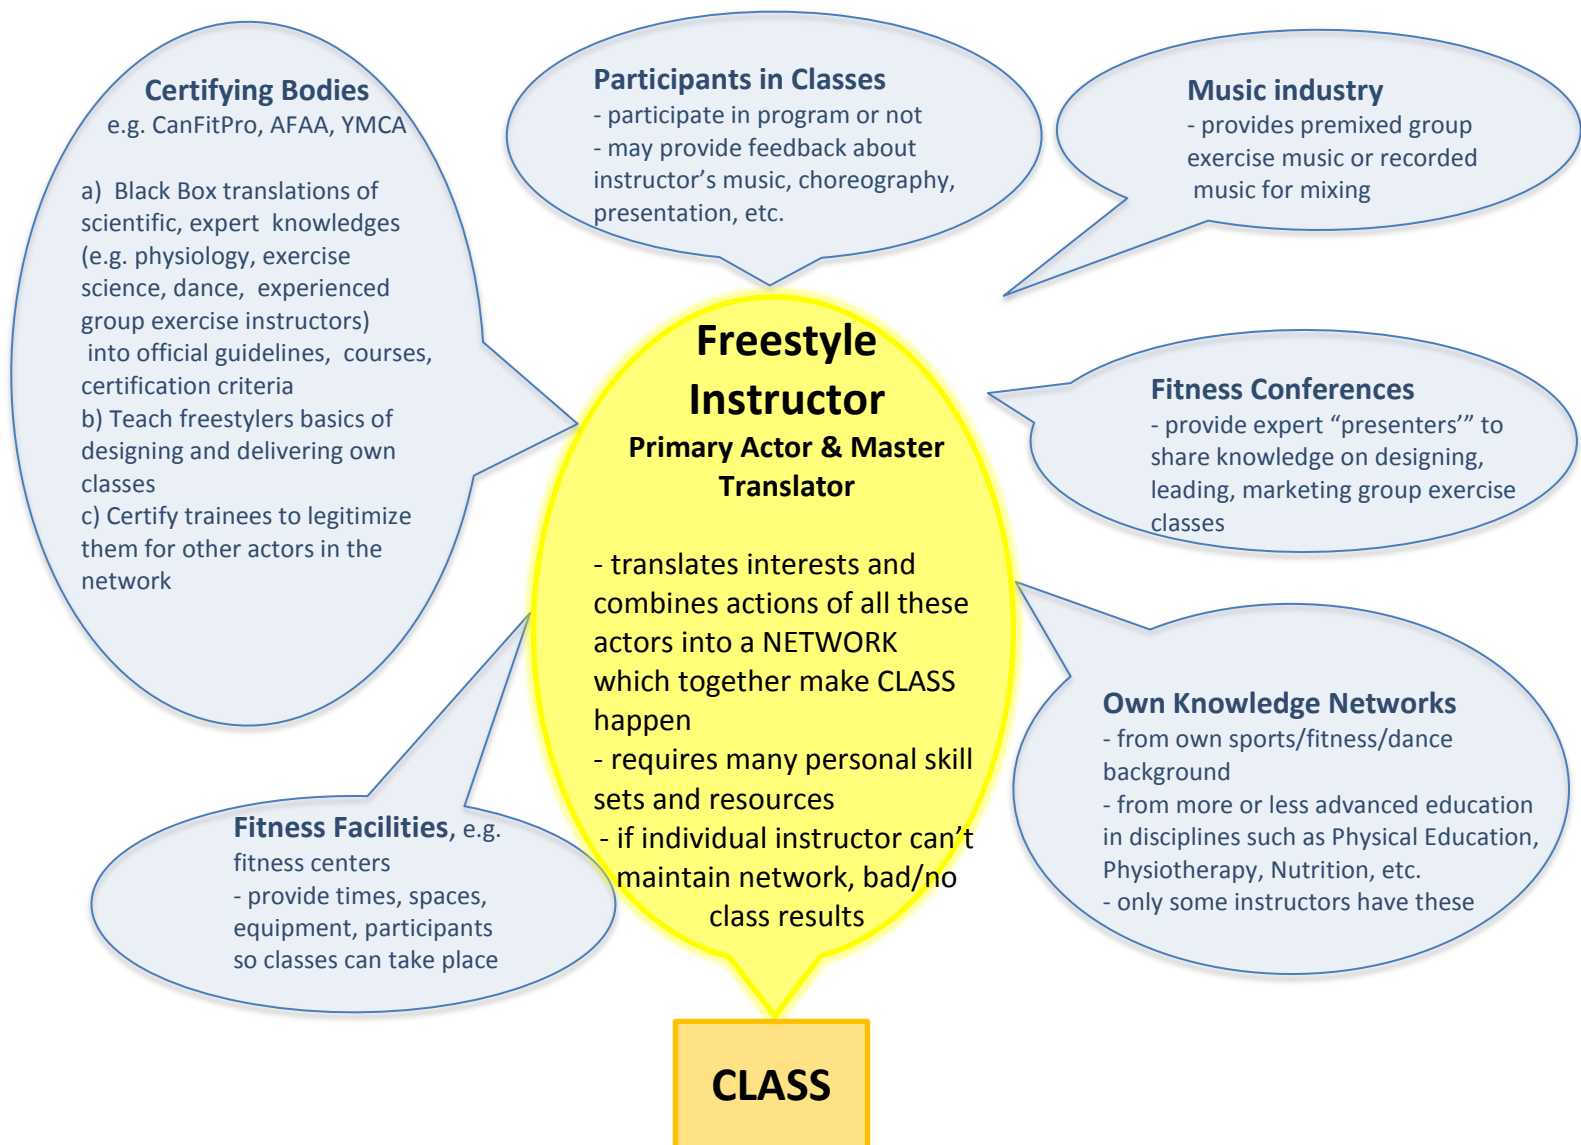 Certifying Bodies
e.g. CanFitPro, AFAA, YMCA
a) Black Box translations of
scientific, expert knowledges
(e.g. physiology, exercise
science, dance, experienced
group exercise instructors)
into official guidelines, courses,
certification criteria
b) Teach freestylers basics of
designing and delivering own
classes
c) Certify trainees to legitimize
them for other actors in the
network
Participants in Classes
- participate in program or not
- may provide feedback about
instructor’s music, choreography,
presentation, etc.
Music industry
- provides premixed group
exercise music or recorded
music for mixing
Freestyle
Instructor
Primary Actor & Master
Translator
- translates interests and
combines actions of all these
actors into a NETWORK
which together make CLASS
happen
- requires many personal skill
sets and resources
- if individual instructor can’t
maintain network, bad/no
class results
Fitness Conferences
- provide expert “presenters’” to
share knowledge on designing,
leading, marketing group exercise
classes
Own Knowledge Networks
- from own sports/fitness/dance
background
- from more or less advanced education
in disciplines such as Physical Education,
Physiotherapy, Nutrition, etc.
- only some instructors have these
Fitness Facilities, e.g.
fitness centers
- provide times, spaces,
equipment, participants
so classes can take place
CLASS